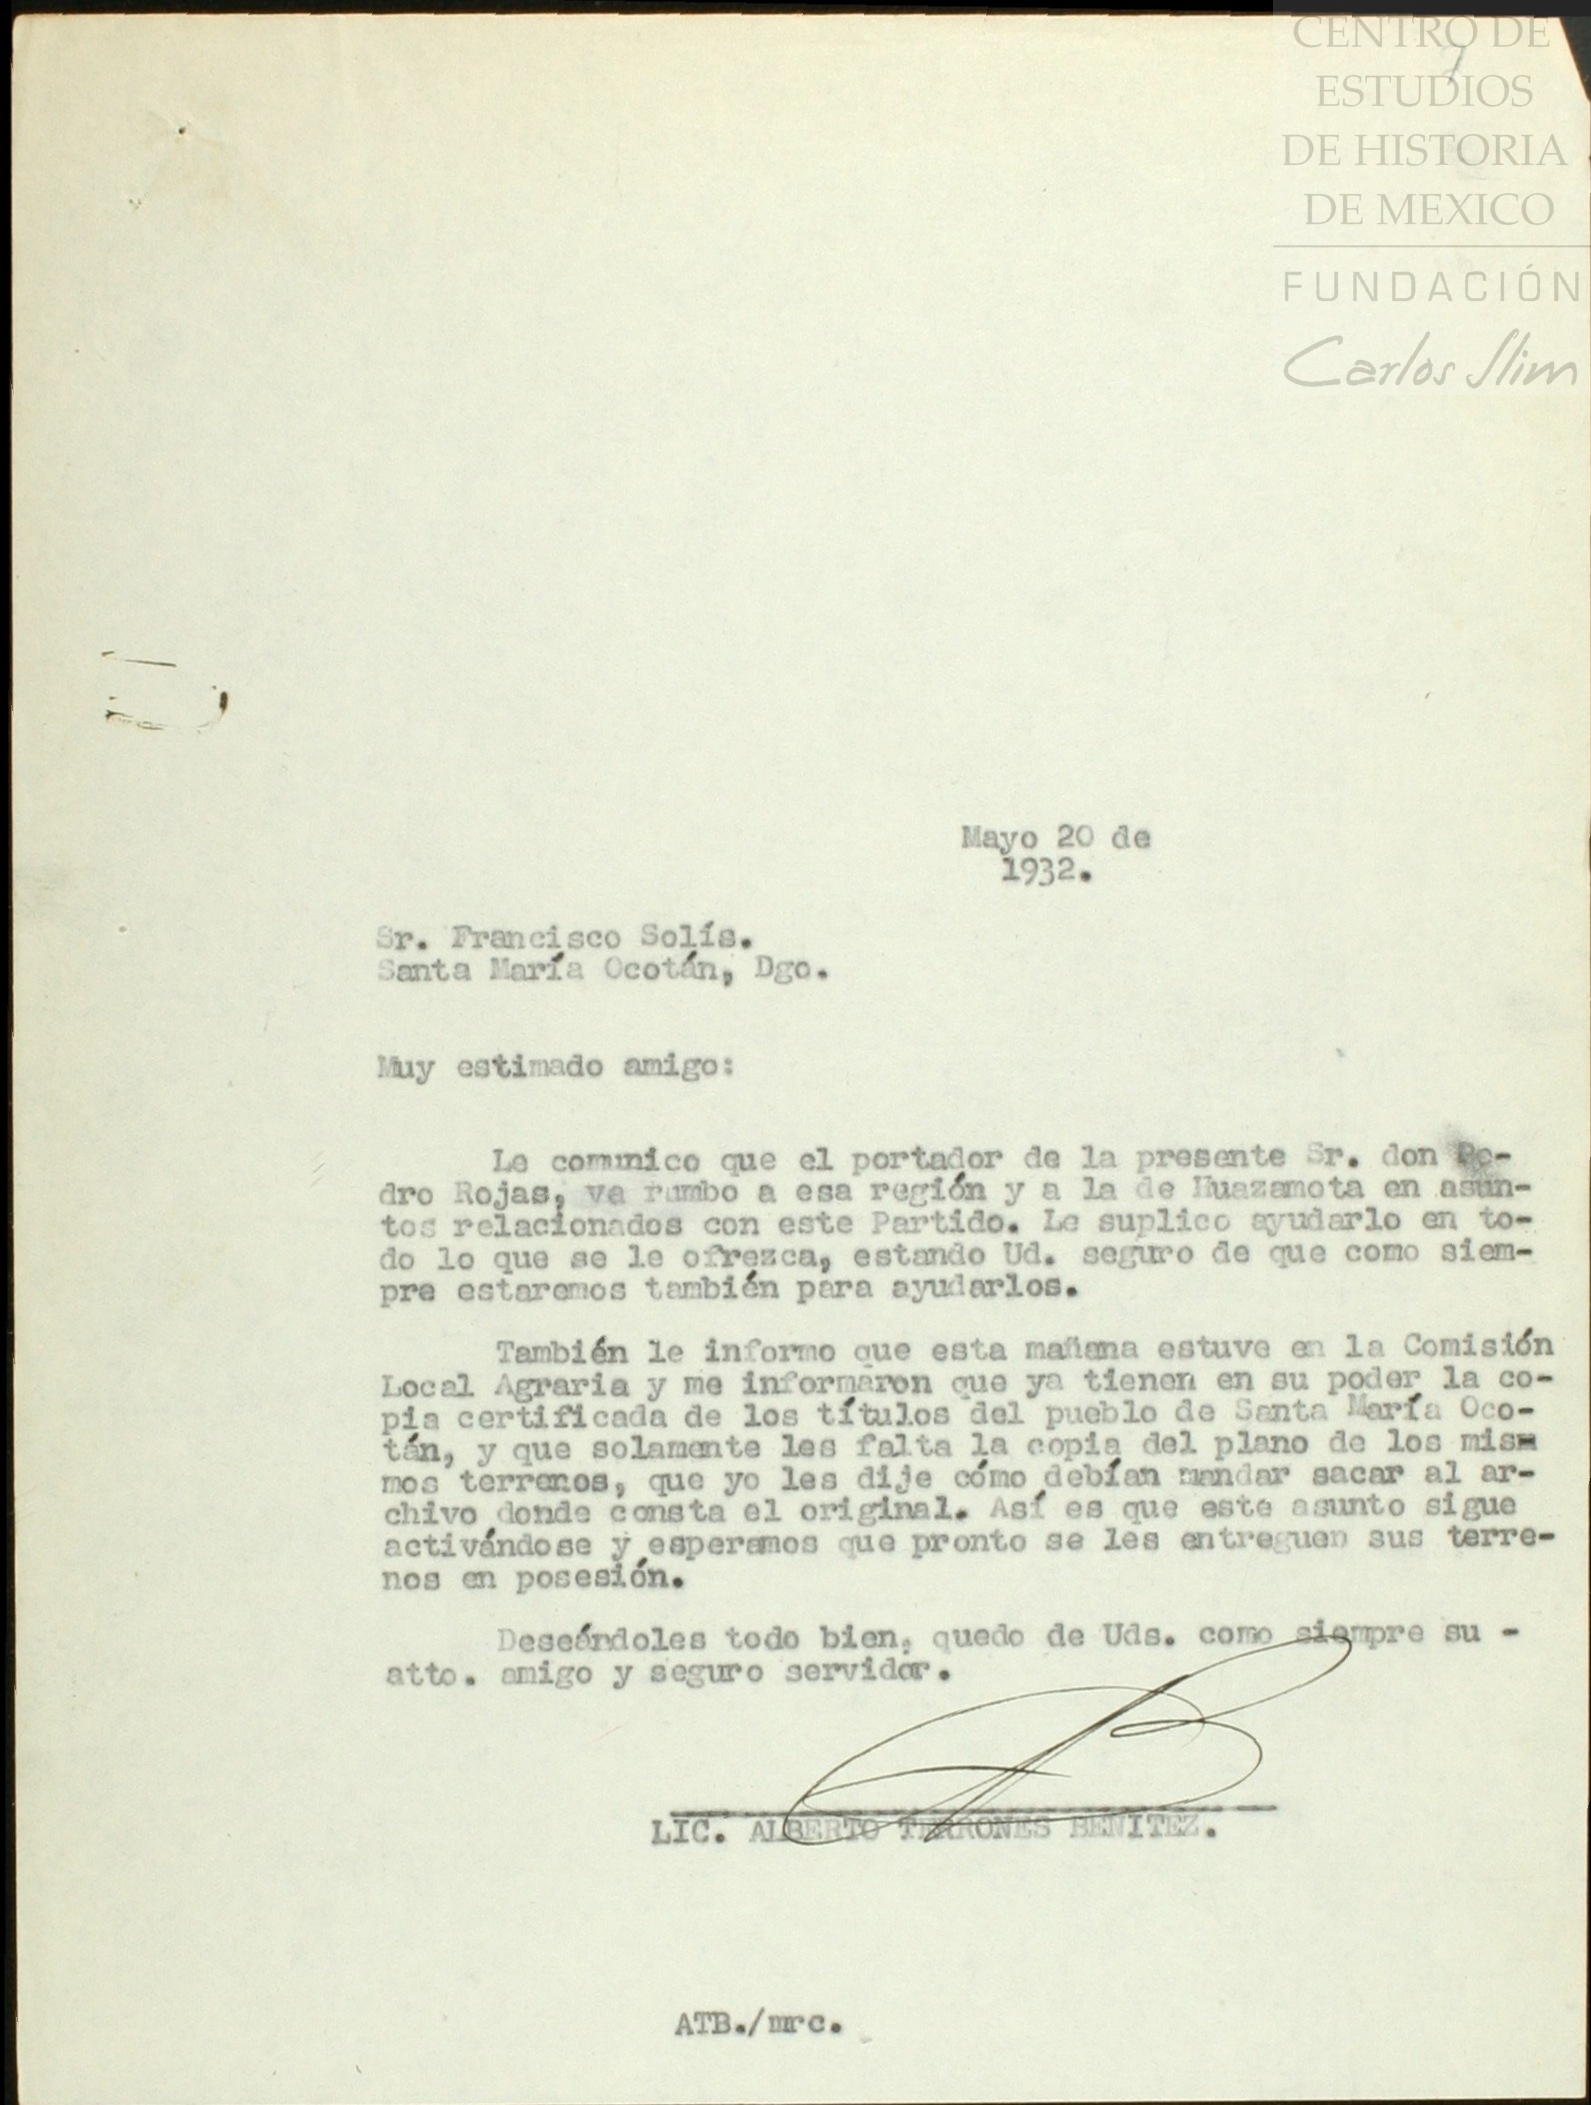 CENTRO DE
ESTUDIOS
DE HISTORIA
DE MEXICO
FUNDACIÓN
Carlos Slim
Mayo 20 de
1932.
Sr. Francisco Solís.
Santa María Ocotán, Dgo.
Muy estimado amigo:
Le comunico que el portador de la presente Sr. don Pe-
dro Rojas, va rumbo a esa región y a la de Huazamota en asun-
tos relacionados con este Partido. Le suplico ayudarlo en to-
do lo que se le ofrezca, estando Ud. seguro de que como siem-
pre estaremos también para ayudarlos.
También le informo que esta mañana estuve en la Comisión
Local Agraria y me informaron que ya tienen en su poder la co-
pia certificada de los títulos del pueblo de Santa María Oco-
tán, y que solamente les falta la copia del plano de los mis-
mos terrenos, que yo les dije cómo debían mandar sacar al ar-
chivo donde consta el original. Así es que este asunto sigue
activándose y esperamos que pronto se les entreguen sus terre-
nos en posesión.
Deseándoles todo bien, quedo de Uds. como siempre su -
atto. amigo y seguro servidor.
LIC. ALBERTO TERRONES BENITEZ.
ATB./mrc.